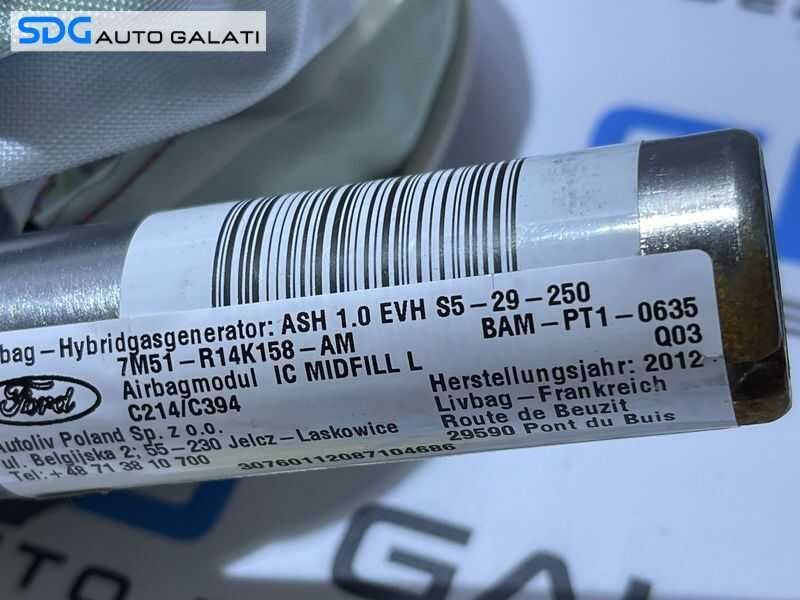 SDG AUTO GALATI
bag-Hybridgasgenerator: ASH 1.0 EVH S5-29-250
7M51-R14K158-AM BAM-PT1-0635
Airbagmodul IC MIDFILL L Q03
Ford C214/C394 Herstellungsjahr: 2012
Autoliv Poland Sp. z o.o. Livbag-Frankreich
ul. Belgijska 2; 55-230 Jelcz-Laskowice Route de Beuzit
Tel.:+48 71 38 10 700 30760112087104686 29590 Pont du Buis
GAL